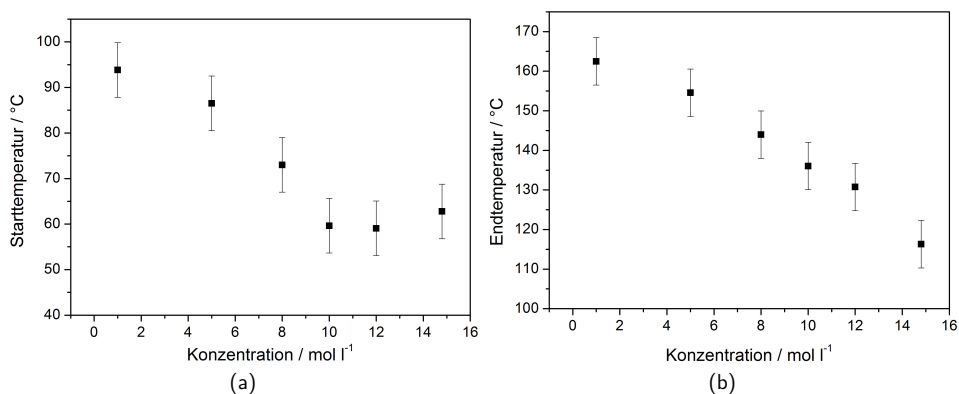 100
90
80
70
60
50
40
Starttemperatur / °C
0 2 4 6 8 10 12 14 16
Konzentration / mol l⁻¹
(a)
170
160
150
140
130
120
110
100
Endtemperatur / °C
0 2 4 6 8 10 12 14 16
Konzentration / mol l⁻¹
(b)